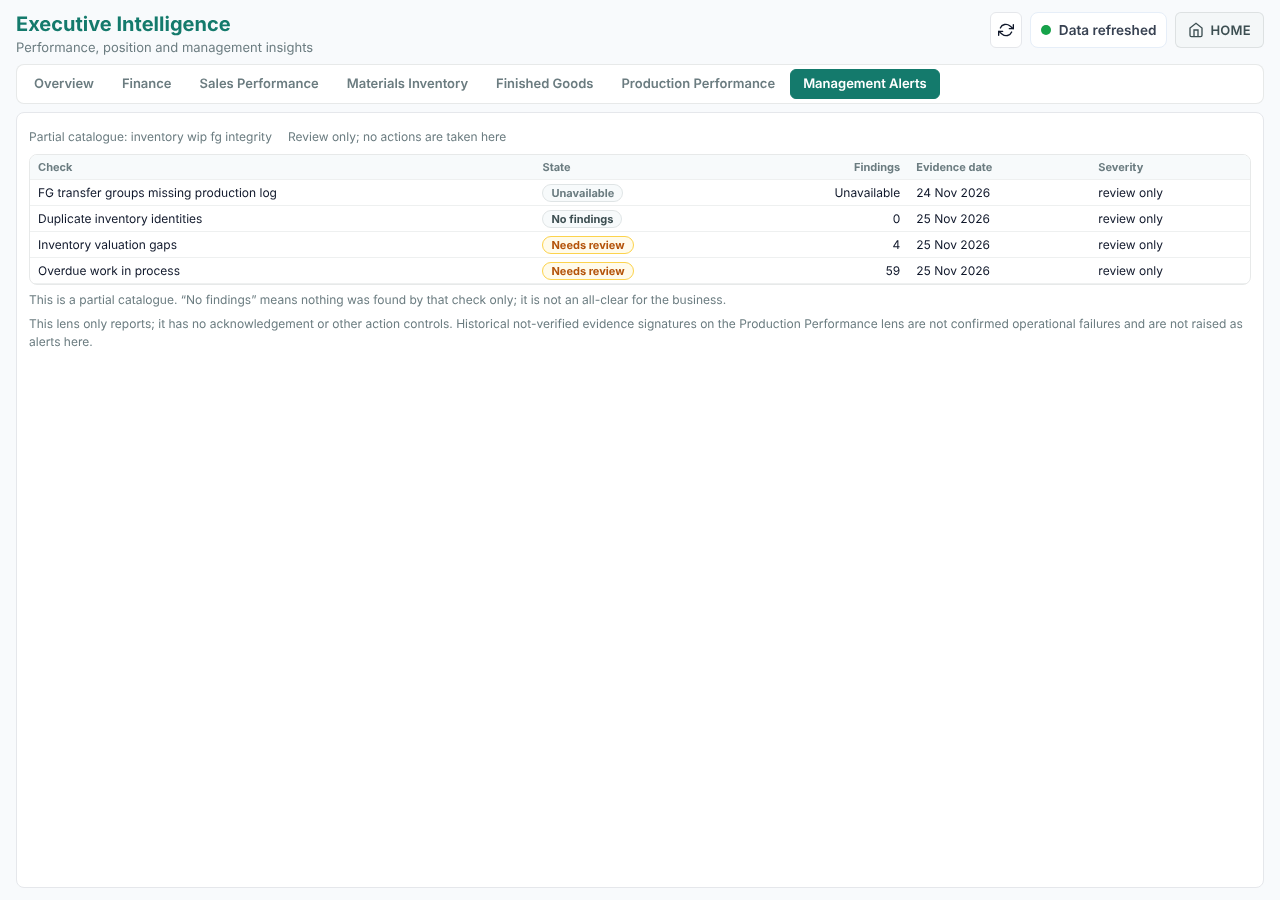 Executive Intelligence
Performance, position and management insights
Data refreshed
HOME
Overview
Finance
Sales Performance
Materials Inventory
Finished Goods
Production Performance
Management Alerts
Partial catalogue: inventory wip fg integrity Review only; no actions are taken here
Check State Findings Evidence date Severity
FG transfer groups missing production log Unavailable Unavailable 24 Nov 2026 review only
Duplicate inventory identities No findings 0 25 Nov 2026 review only
Inventory valuation gaps Needs review 4 25 Nov 2026 review only
Overdue work in process Needs review 59 25 Nov 2026 review only
This is a partial catalogue. “No findings” means nothing was found by that check only; it is not an all-clear for the business.
This lens only reports; it has no acknowledgement or other action controls. Historical not-verified evidence signatures on the Production Performance lens are not confirmed operational failures and are not raised as
alerts here.